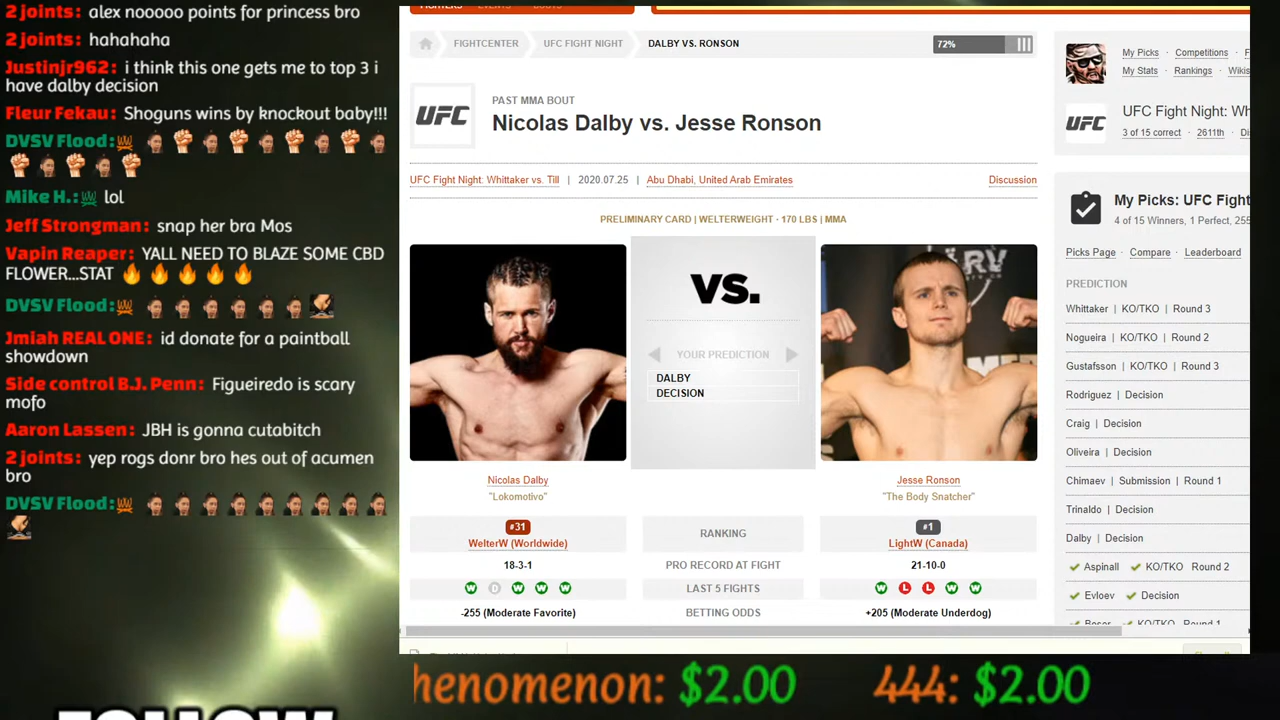 2 joints: alex nooooo points for princess bro
2 joints: hahahaha
Justinjr962: i think this one gets me to top 3 i
have dalby decision
Fleur Fekau: Shoguns wins by knockout baby!!!
DVSV Flood:
Mike H.: lol
Jeff Strongman: snap her bra Mos
Vapin Reaper: YALL NEED TO BLAZE SOME CBD
FLOWER...STAT 🔥 🔥 🔥 🔥 🔥
DVSV Flood:
Jmiah REAL ONE: id donate for a paintball
showdown
Side control B.J. Penn: Figueiredo is scary
mofo
Aaron Lassen: JBH is gonna cutabitch
2 joints: yep rogs donr bro hes out of acumen
bro
DVSV Flood:
FOLLOW
FIGHTERS EVENTS BOUTS
FIGHTCENTER UFC FIGHT NIGHT DALBY VS. RONSON 72%
UFC
PAST MMA BOUT
Nicolas Dalby vs. Jesse Ronson
UFC Fight Night: Whittaker vs. Till | 2020.07.25 | Abu Dhabi, United Arab Emirates Discussion
PRELIMINARY CARD | WELTERWEIGHT · 170 LBS | MMA
VS.
YOUR PREDICTION
DALBY
DECISION
Nicolas Dalby Jesse Ronson
"Lokomotivo" "The Body Snatcher"
#31 RANKING #1
WelterW (Worldwide) LightW (Canada)
18-3-1 PRO RECORD AT FIGHT 21-10-0
W D W W W LAST 5 FIGHTS W L L W W
-255 (Moderate Favorite) BETTING ODDS +205 (Moderate Underdog)
My Picks · Competitions · F
My Stats · Rankings · Wikis
UFC
UFC Fight Night: Wh
3 of 15 correct · 2611th · Di
My Picks: UFC Fight
4 of 15 Winners, 1 Perfect, 255
Picks Page · Compare · Leaderboard
PREDICTION
Whittaker | KO/TKO | Round 3
Nogueira | KO/TKO | Round 2
Gustafsson | KO/TKO | Round 3
Rodriguez | Decision
Craig | Decision
Oliveira | Decision
Chimaev | Submission | Round 1
Trinaldo | Decision
Dalby | Decision
Aspinall KO/TKO Round 2
Evloev Decision
KO/TKO Round 1
henomenon: $2.00 444: $2.00